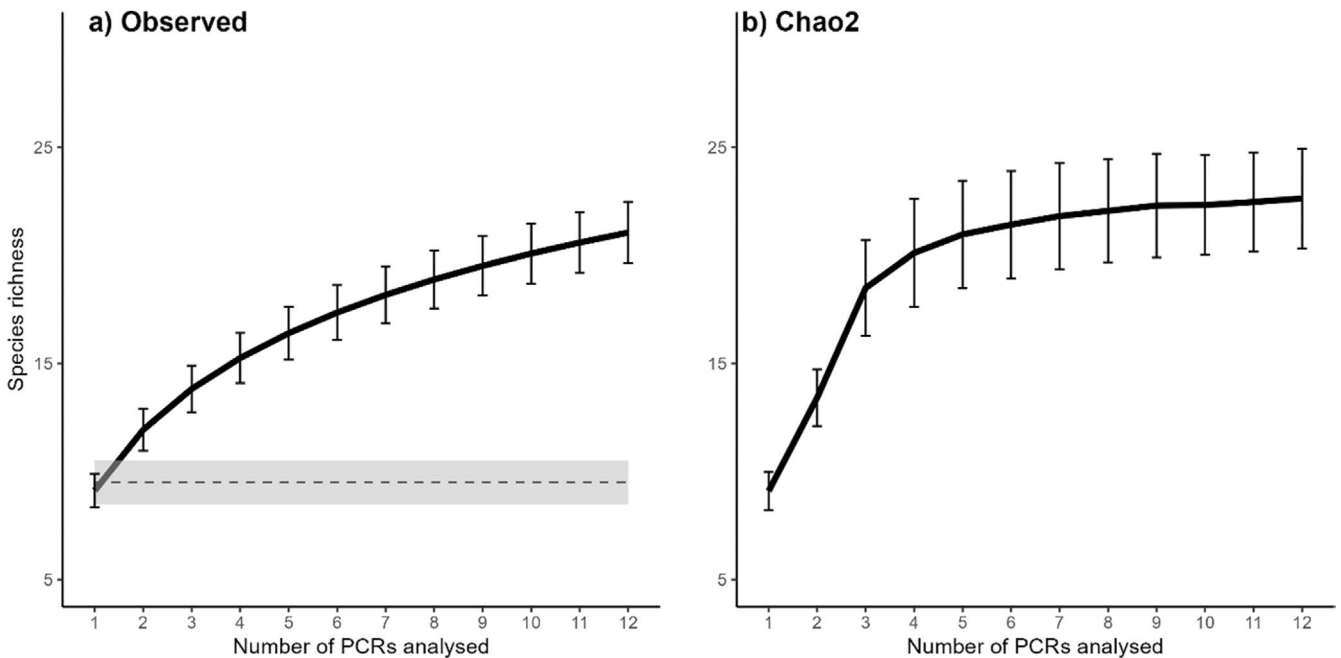 a) Observed
25
15
5
Species richness
1 2 3 4 5 6 7 8 9 10 11 12
Number of PCRs analysed
b) Chao2
25
15
5
1 2 3 4 5 6 7 8 9 10 11 12
Number of PCRs analysed